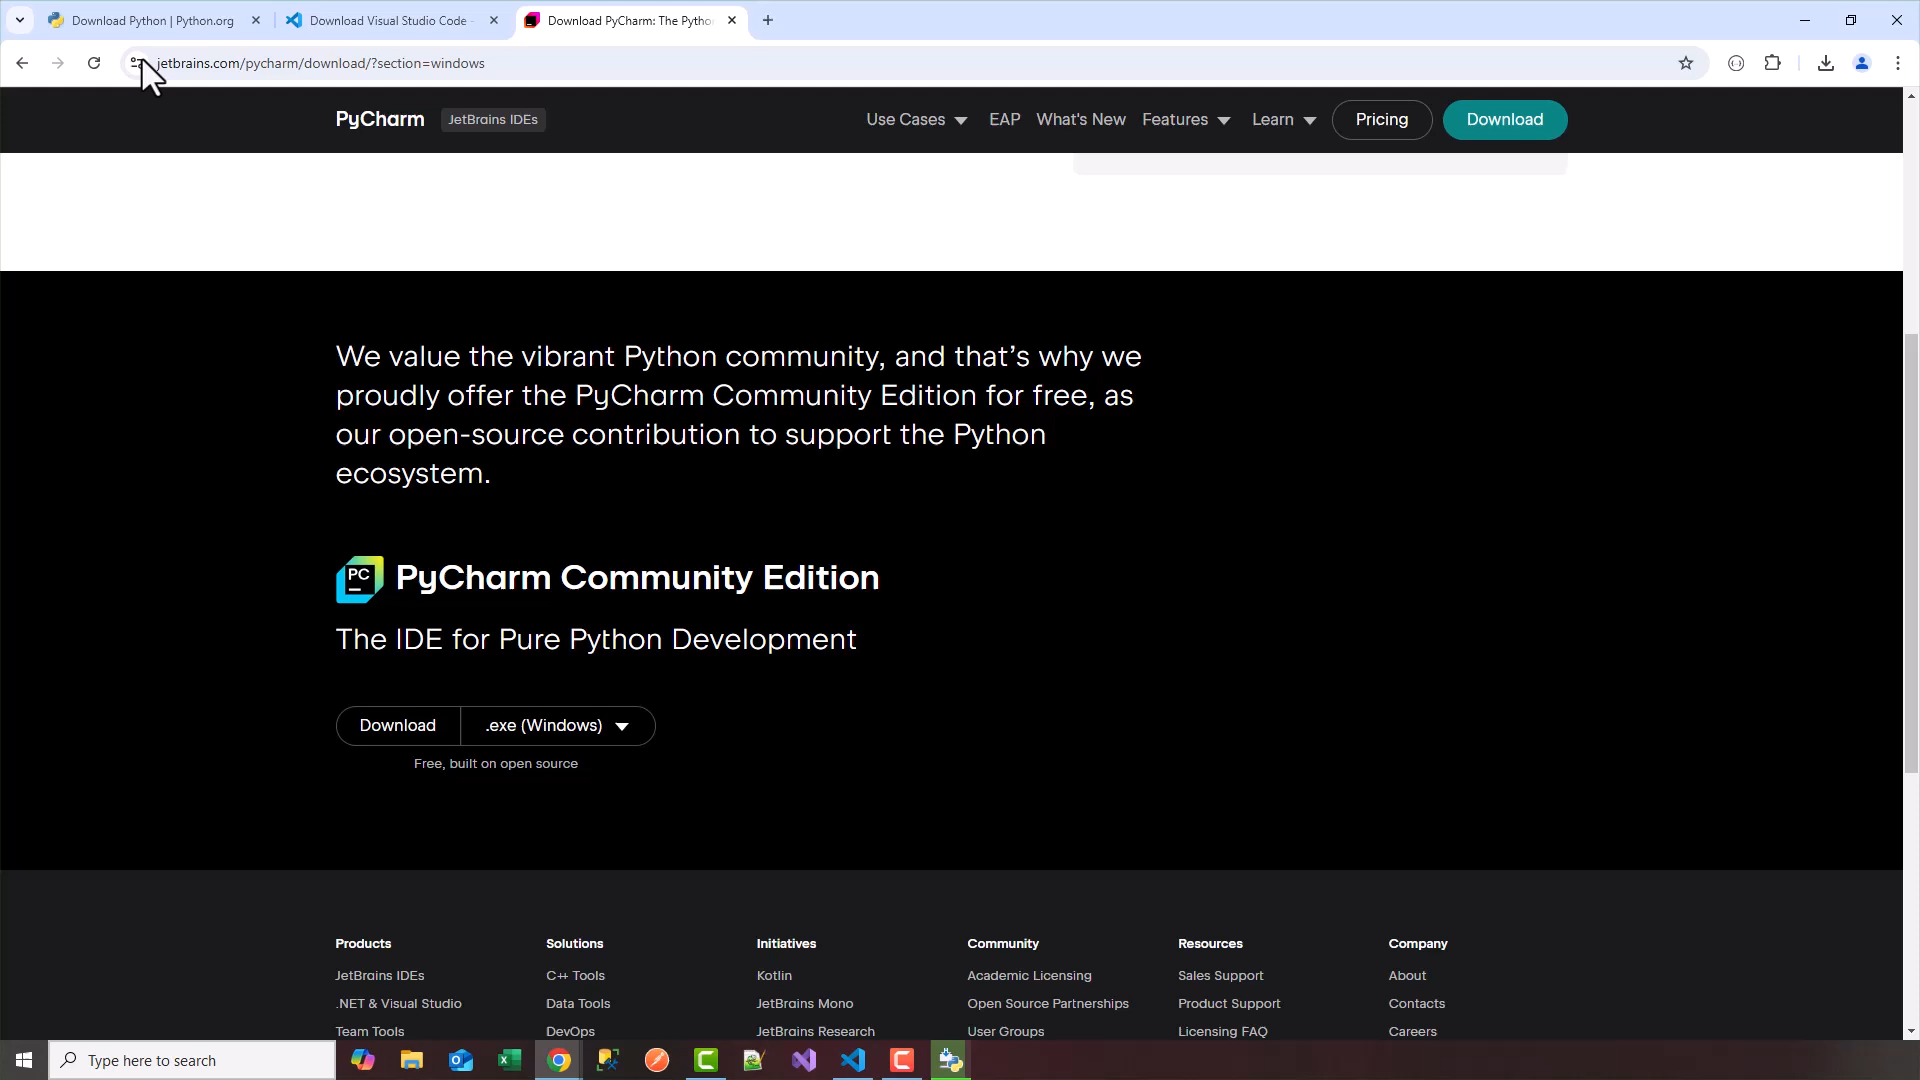 Download Python | Python.org
Download Visual Studio Code -
Download PyCharm: The Pytho
jetbrains.com/pycharm/download/?section=windows
PyCharm
JetBrains IDEs
Use Cases
EAP
What's New
Features
Learn
Pricing
Download
We value the vibrant Python community, and that's why we
proudly offer the PyCharm Community Edition for free, as
our open-source contribution to support the Python
ecosystem.
PC
PyCharm Community Edition
The IDE for Pure Python Development
Download
.exe (Windows)
Free, built on open source
Products
Solutions
Initiatives
Community
Resources
Company
JetBrains IDEs
C++ Tools
Kotlin
Academic Licensing
Sales Support
About
.NET & Visual Studio
Data Tools
JetBrains Mono
Open Source Partnerships
Product Support
Contacts
Team Tools
DevOps
JetBrains Research
User Groups
Licensing FAQ
Careers
Type here to search